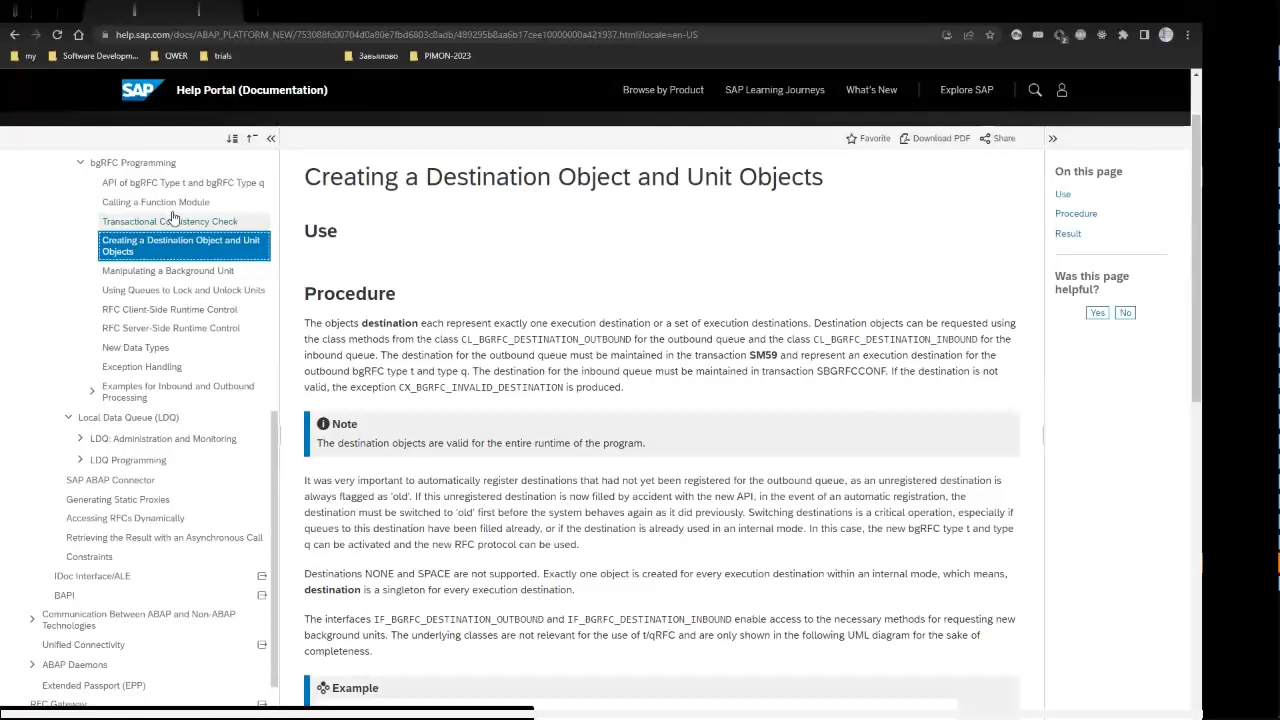 help.sap.com/docs/ABAP_PLATFORM_NEW/753088fc00704d0a80e7fbd6803c8adb/489295b8aa6b17cee10000000a421937.html?locale=en-US
my
Software Developm...
QWER
trials
Завыллово
PIMON-2023
SAP
Help Portal (Documentation)
Browse by Product
SAP Learning Journeys
What's New
Explore SAP
Favorite
Download PDF
Share
bgRFC Programming
API of bgRFC Type t and bgRFC Type q
Calling a Function Module
Transactional Consistency Check
Creating a Destination Object and Unit
Objects
Manipulating a Background Unit
Using Queues to Lock and Unlock Units
RFC Client-Side Runtime Control
RFC Server-Side Runtime Control
New Data Types
Exception Handling
Examples for Inbound and Outbound
Processing
Local Data Queue (LDQ)
LDQ: Administration and Monitoring
LDQ Programming
SAP ABAP Connector
Generating Static Proxies
Accessing RFCs Dynamically
Retrieving the Result with an Asynchronous Call
Constraints
IDoc Interface/ALE
BAPI
Communication Between ABAP and Non-ABAP
Technologies
Unified Connectivity
ABAP Daemons
Extended Passport (EPP)
RFC Gateway
Creating a Destination Object and Unit Objects
Use
Procedure
The objects destination each represent exactly one execution destination or a set of execution destinations. Destination objects can be requested using
the class methods from the class CL_BGRFC_DESTINATION_OUTBOUND for the outbound queue and the class CL_BGRFC_DESTINATION_INBOUND for the
inbound queue. The destination for the outbound queue must be maintained in the transaction SM59 and represent an execution destination for the
outbound bgRFC type t and type q. The destination for the inbound queue must be maintained in transaction SBGRFCCONF. If the destination is not
valid, the exception CX_BGRFC_INVALID_DESTINATION is produced.
Note
The destination objects are valid for the entire runtime of the program.
It was very important to automatically register destinations that had not yet been registered for the outbound queue, as an unregistered destination is
always flagged as 'old'. If this unregistered destination is now filled by accident with the new API, in the event of an automatic registration, the
destination must be switched to 'old' first before the system behaves again as it did previously. Switching destinations is a critical operation, especially if
queues to this destination have been filled already, or if the destination is already used in an internal mode. In this case, the new bgRFC type t and type
q can be activated and the new RFC protocol can be used.
Destinations NONE and SPACE are not supported. Exactly one object is created for every execution destination within an internal mode, which means,
destination is a singleton for every execution destination.
The interfaces IF_BGRFC_DESTINATION_OUTBOUND and IF_BGRFC_DESTINATION_INBOUND enable access to the necessary methods for requesting new
background units. The underlying classes are not relevant for the use of t/qRFC and are only shown in the following UML diagram for the sake of
completeness.
Example
On this page
Use
Procedure
Result
Was this page
helpful?
Yes
No